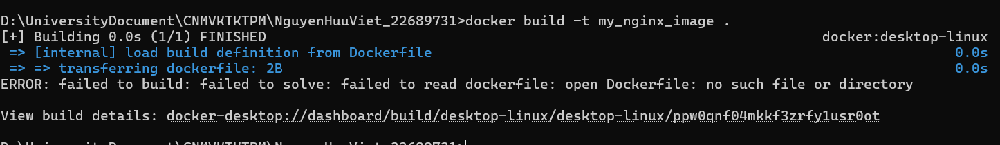 D:\UniversityDocument\CNMVKTKTPM\NguyenHuuViet_22689731>docker build -t my_nginx_image .
[+] Building 0.0s (1/1) FINISHED docker:desktop-linux
=> [internal] load build definition from Dockerfile 0.0s
=> => transferring dockerfile: 2B 0.0s
ERROR: failed to build: failed to solve: failed to read dockerfile: open Dockerfile: no such file or directory
View build details: docker-desktop://dashboard/build/desktop-linux/desktop-linux/ppw0qnf04mkkf3zrfy1usr0ot
D:\UniversityDocument\CNMVKTKTPM\NguyenHuuViet_22689731>